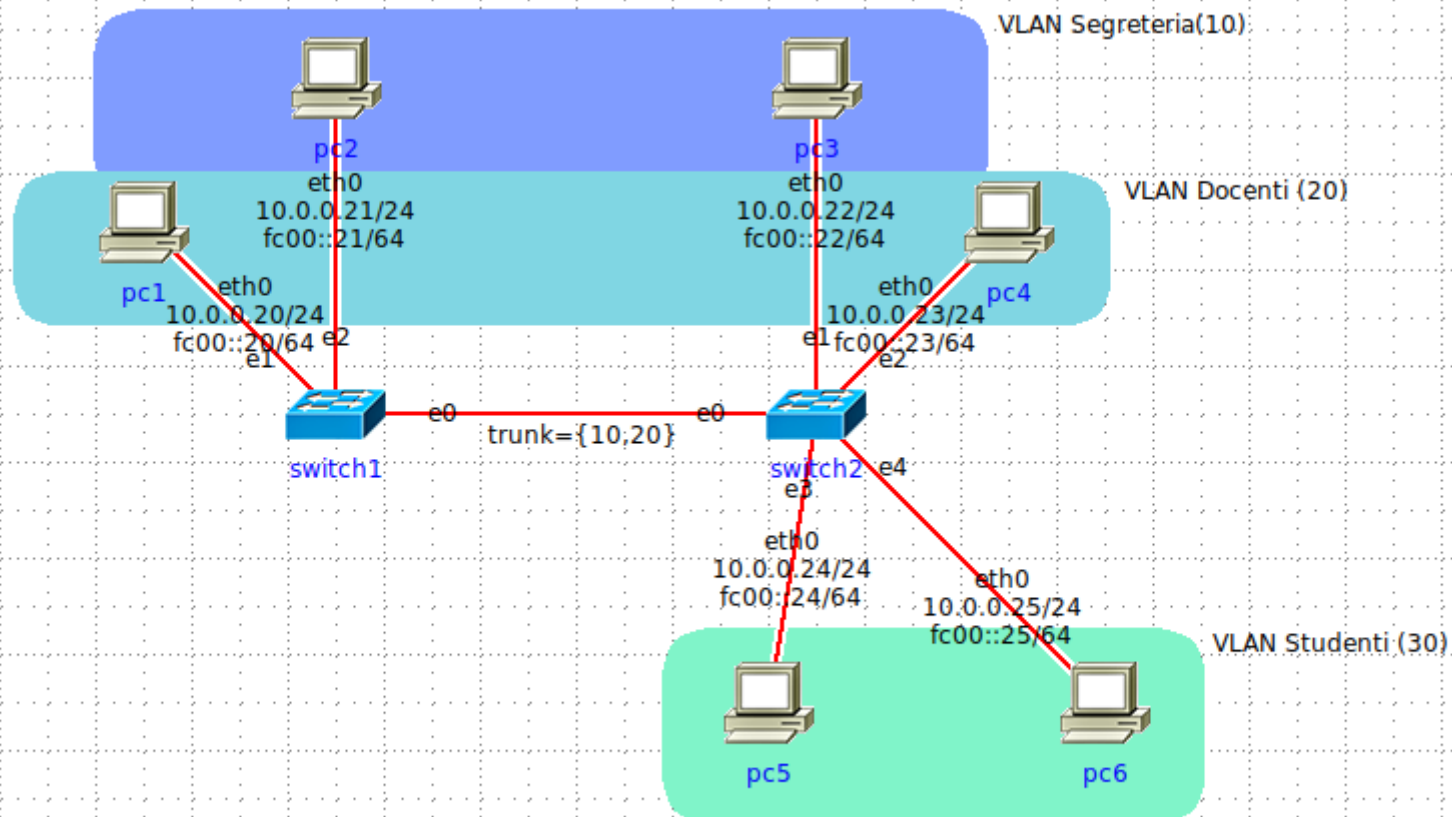 VLAN Segreteria(10)
pc2
pc3
eth0
10.0.0.21/24
fc00::21/64
eth0
10.0.0.22/24
fc00::22/64
VLAN Docenti (20)
pc1
eth0
10.0.0.20/24
fc00::20/64
e1
e2
e1
eth0
10.0.0.23/24
fc00::23/64
e2
pc4
e0
e0
trunk={10,20}
switch1
switch2
e3
e4
eth0
10.0.0.24/24
fc00::24/64
eth0
10.0.0.25/24
fc00::25/64
VLAN Studenti (30)
pc5
pc6